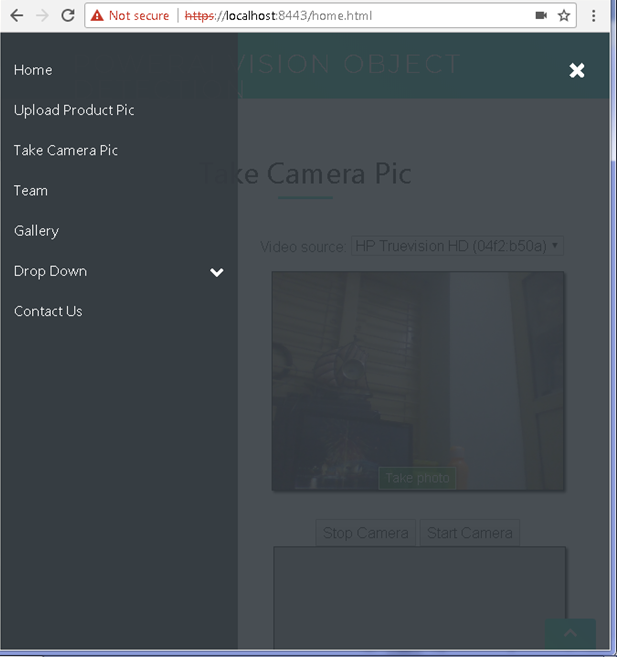 Not secure https://localhost:8443/home.html
VISION OBJECT
Home
Upload Product Pic
Take Camera Pic
Team
Gallery
Drop Down
Contact Us
Take Camera Pic
Video source: HP Truevision HD (04f2:b50a)
Take photo
Stop Camera Start Camera